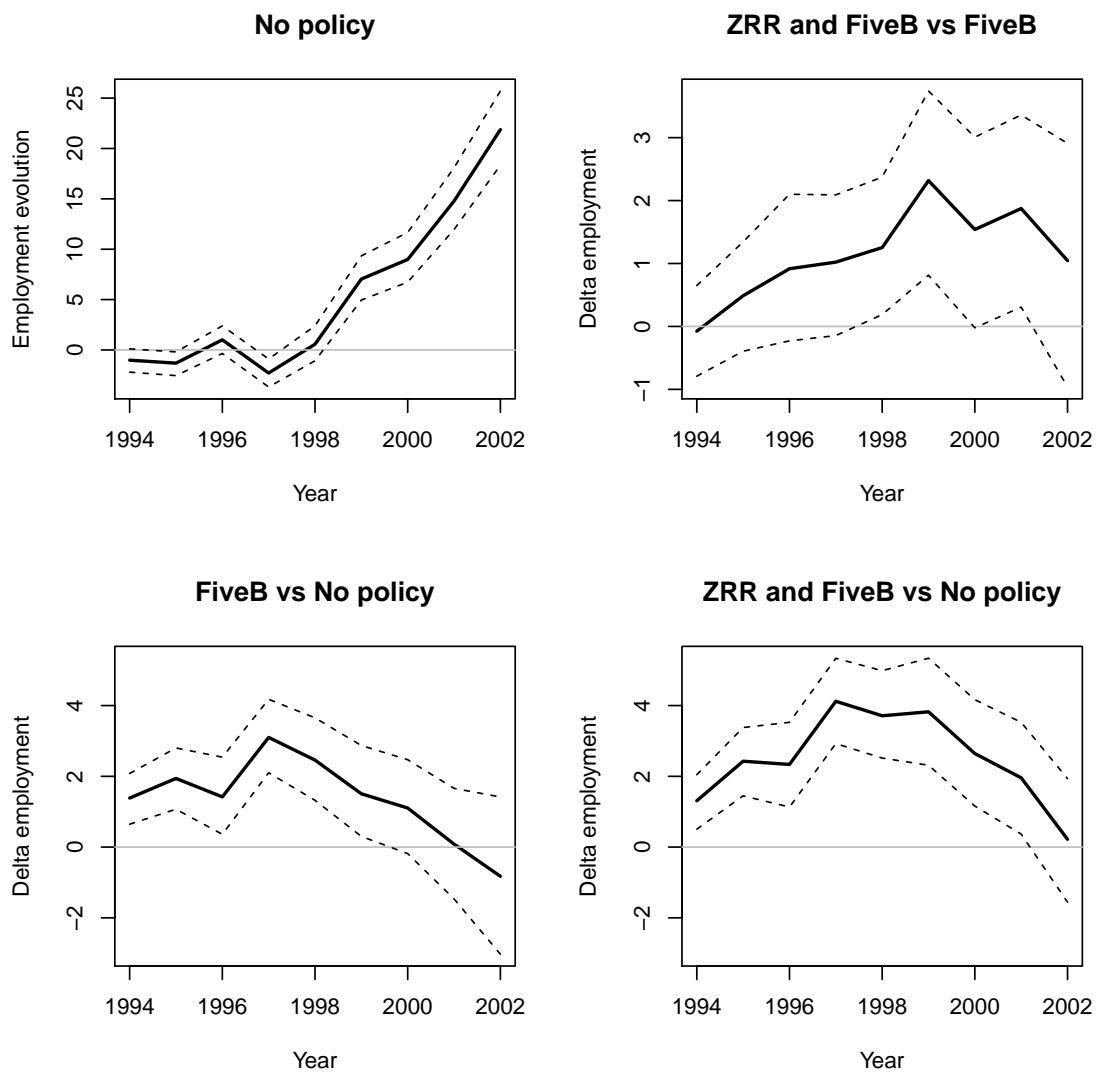 No policy
Employment evolution
25
20
15
10
5
0
1994 1996 1998 2000 2002
Year
ZRR and FiveB vs FiveB
Delta employment
3
2
1
0
−1
1994 1996 1998 2000 2002
Year
FiveB vs No policy
Delta employment
4
2
0
−2
1994 1996 1998 2000 2002
Year
ZRR and FiveB vs No policy
Delta employment
4
2
0
−2
1994 1996 1998 2000 2002
Year